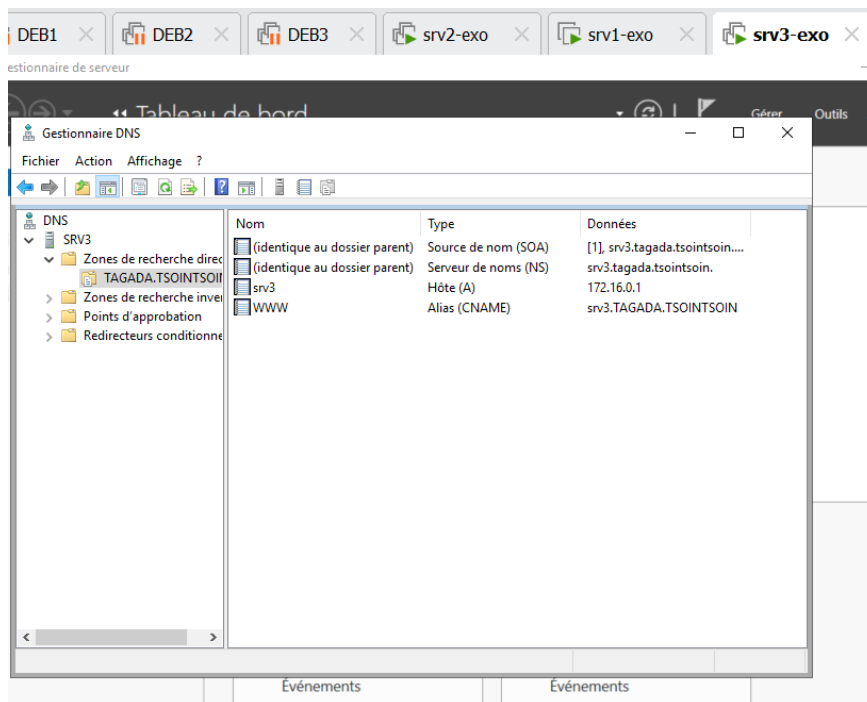 DEB1 DEB2 DEB3 srv2-exo srv1-exo srv3-exo
estionnaire de serveur
Tableau de bord Gérer Outils
Gestionnaire DNS
Fichier Action Affichage ?
DNS
SRV3
Zones de recherche direc
TAGADA.TSOINTSOIN
Zones de recherche inver
Points d'approbation
Redirecteurs conditionne
Nom Type Données
(identique au dossier parent) Source de nom (SOA) [1], srv3.tagada.tsointsoin....
(identique au dossier parent) Serveur de noms (NS) srv3.tagada.tsointsoin.
srv3 Hôte (A) 172.16.0.1
WWW Alias (CNAME) srv3.TAGADA.TSOINTSOIN
Événements Événements